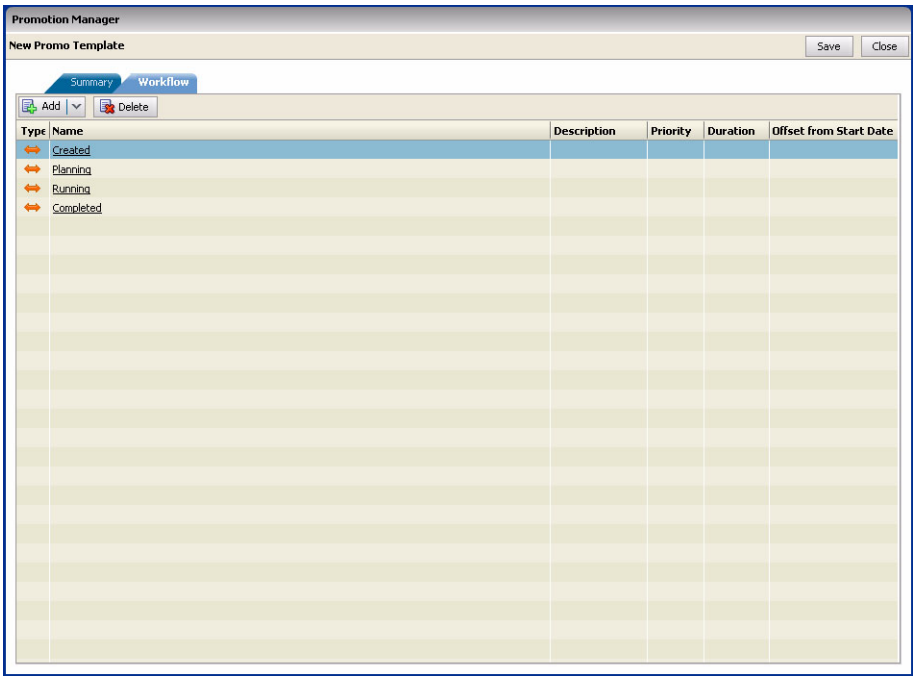 Promotion Manager
New Promo Template Save Close
Summary Workflow
Add Delete
Type Name Description Priority Duration Offset from Start Date
Created
Planning
Running
Completed